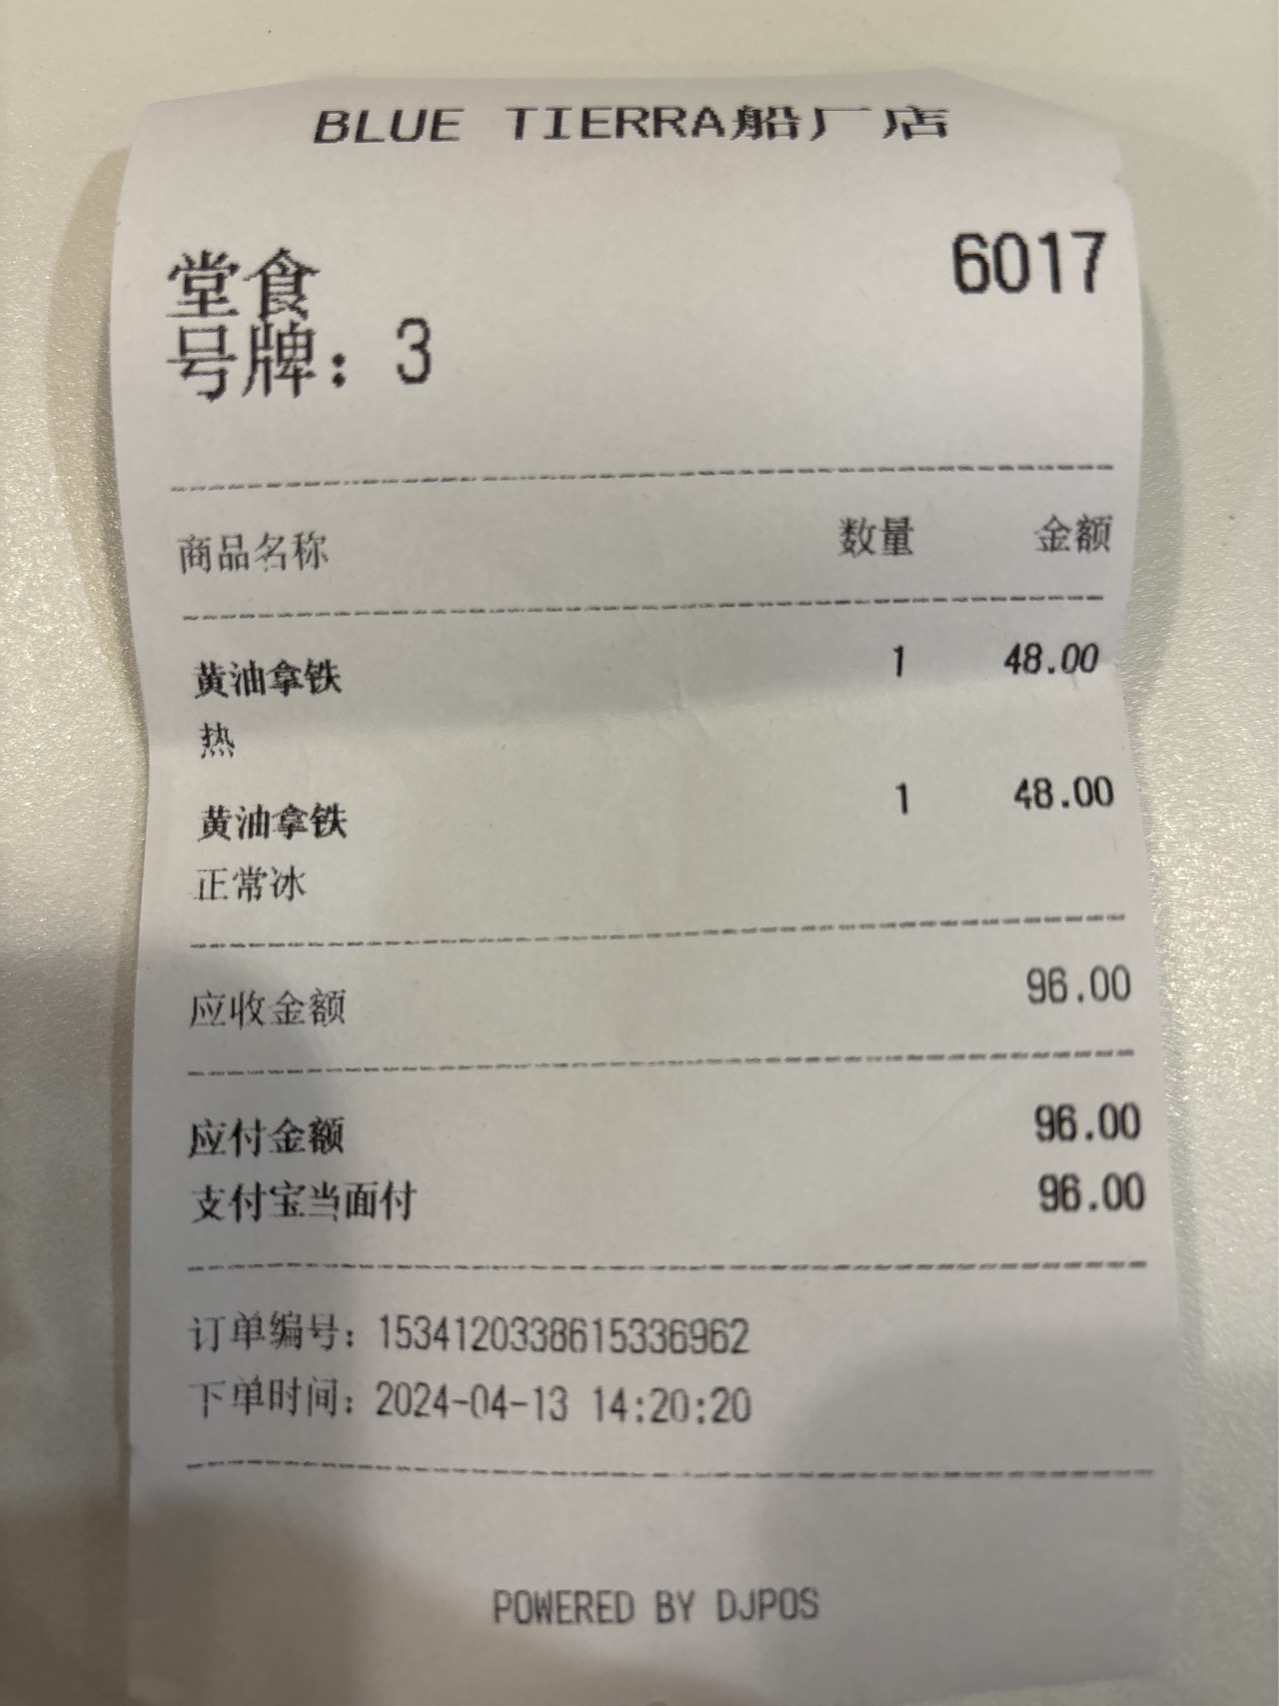 BLUE TIERRA船厂店
堂食 6017
号牌：3
商品名称 数量 金额
黄油拿铁 1 48.00
热
黄油拿铁 1 48.00
正常冰
应收金额 96.00
应付金额 96.00
支付宝当面付 96.00
订单编号：1534120338615336962
下单时间：2024-04-13 14:20:20
POWERED BY DJPOS